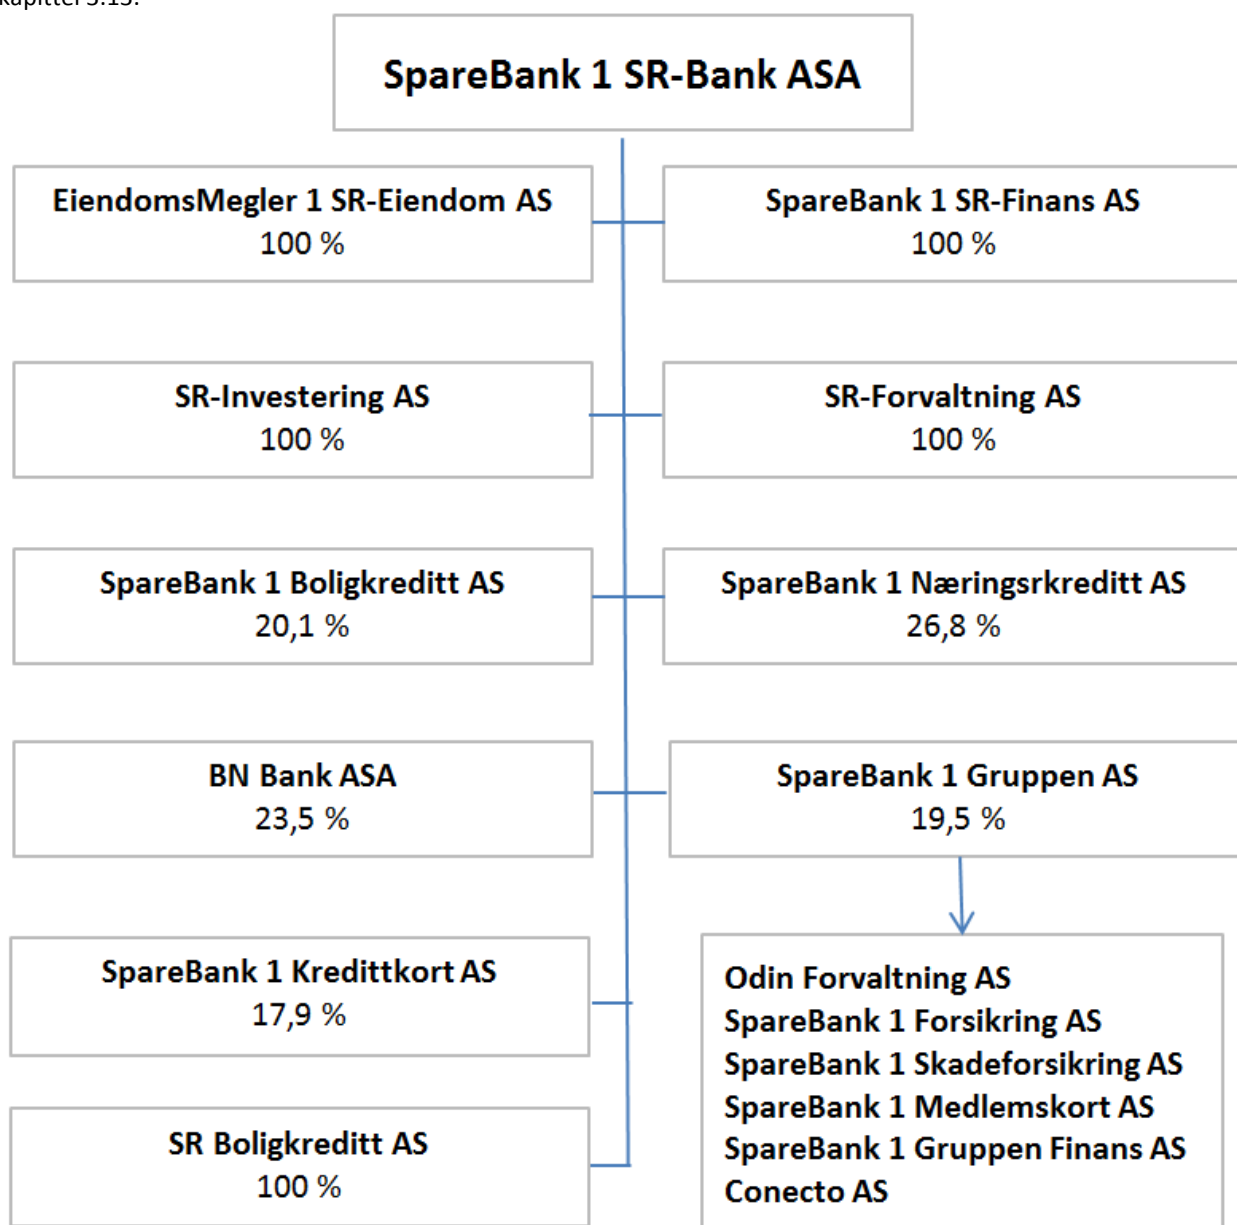 kapittel 3.13.
SpareBank 1 SR-Bank ASA
EiendomsMegler 1 SR-Eiendom AS
100 %
SpareBank 1 SR-Finans AS
100 %
SR-Investering AS
100 %
SR-Forvaltning AS
100 %
SpareBank 1 Boligkreditt AS
20,1 %
SpareBank 1 Næringsrkreditt AS
26,8 %
BN Bank ASA
23,5 %
SpareBank 1 Gruppen AS
19,5 %
SpareBank 1 Kredittkort AS
17,9 %
Odin Forvaltning AS
SpareBank 1 Forsikring AS
SpareBank 1 Skadeforsikring AS
SpareBank 1 Medlemskort AS
SpareBank 1 Gruppen Finans AS
Conecto AS
SR Boligkreditt AS
100 %